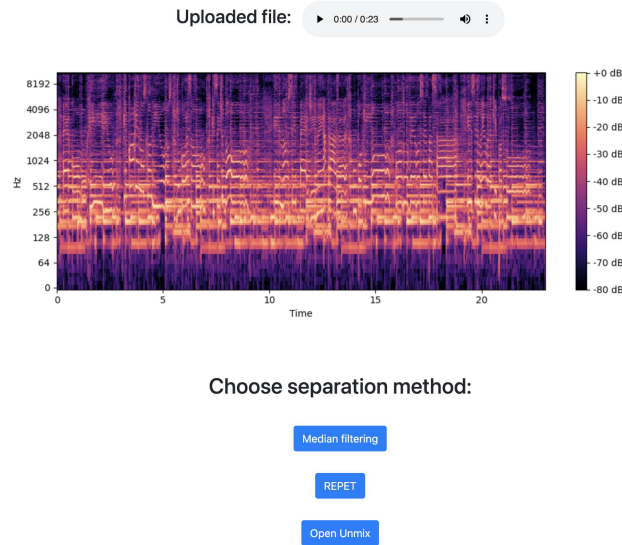 Uploaded file:
0:00 / 0:23
8192
4096
2048
1024
512
256
128
64
0
Hz
0 5 10 15 20
Time
+0 dB
-10 dB
-20 dB
-30 dB
-40 dB
-50 dB
-60 dB
-70 dB
-80 dB
Choose separation method:
Median filtering
REPET
Open Unmix